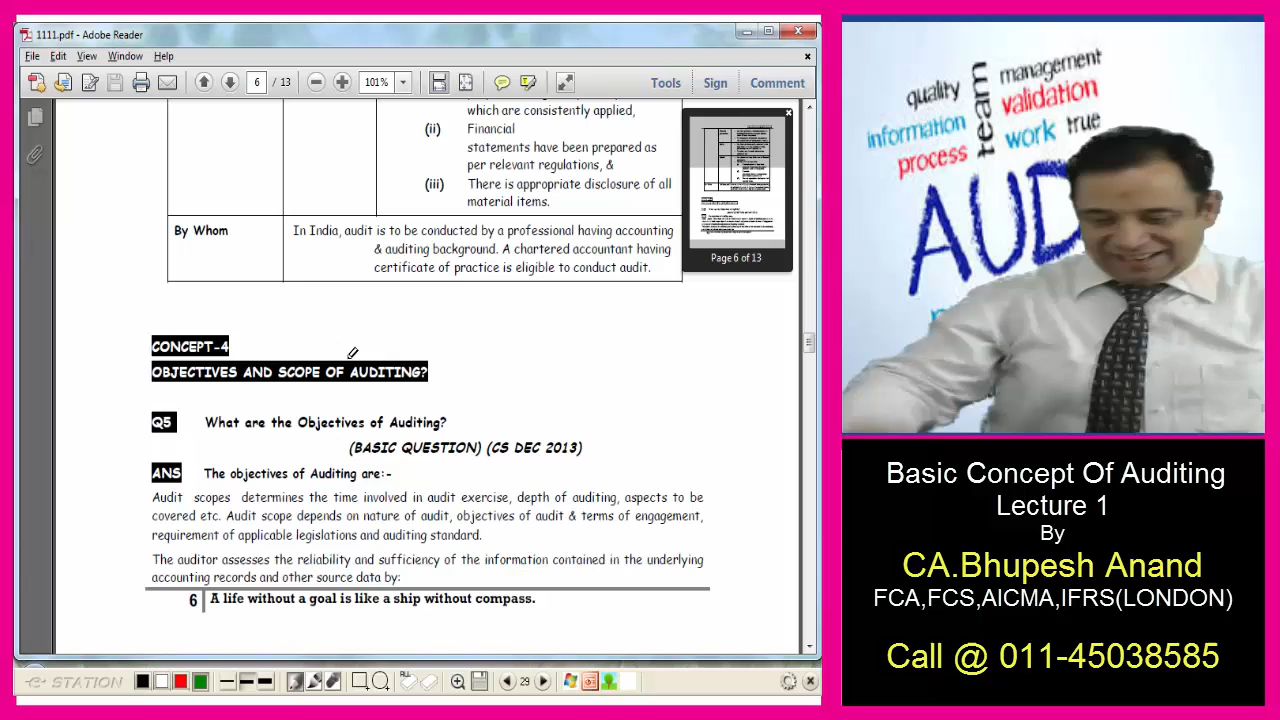 1111.pdf - Adobe Reader
File Edit View Window Help
6 / 13 101% Tools Sign Comment
which are consistently applied,
(ii) Financial
statements have been prepared as
per relevant regulations, &
(iii) There is appropriate disclosure of all
material items.
By Whom In India, audit is to be conducted by a professional having accounting
& auditing background. A chartered accountant having
certificate of practice is eligible to conduct audit.
Page 6 of 13
CONCEPT-4
OBJECTIVES AND SCOPE OF AUDITING?
Q5 What are the Objectives of Auditing?
(BASIC QUESTION) (CS DEC 2013)
ANS The objectives of Auditing are:-
Audit scopes determines the time involved in audit exercise, depth of auditing, aspects to be
covered etc. Audit scope depends on nature of audit, objectives of audit & terms of engagement,
requirement of applicable legislations and auditing standard.
The auditor assesses the reliability and sufficiency of the information contained in the underlying
accounting records and other source data by:
6 A life without a goal is like a ship without compass.
e-STATION
29
quality
team
management
information
validation
process
work
true
AUD
Basic Concept Of Auditing
Lecture 1
By
CA.Bhupesh Anand
FCA,FCS,AICMA,IFRS(LONDON)
Call @ 011-45038585